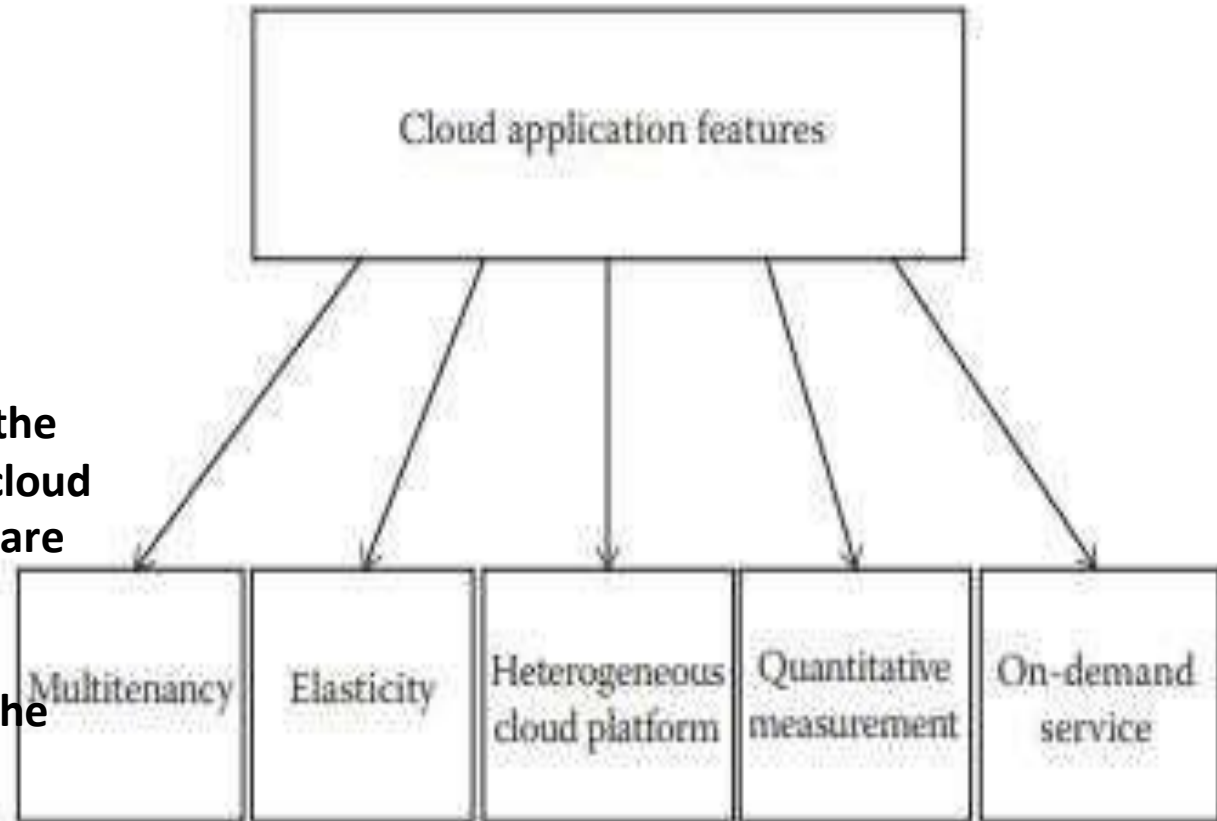 Cloud application features
the
cloud
are
he
Multitenancy
Elasticity
Heterogeneous
cloud platform
Quantitative
measurement
On-demand
service